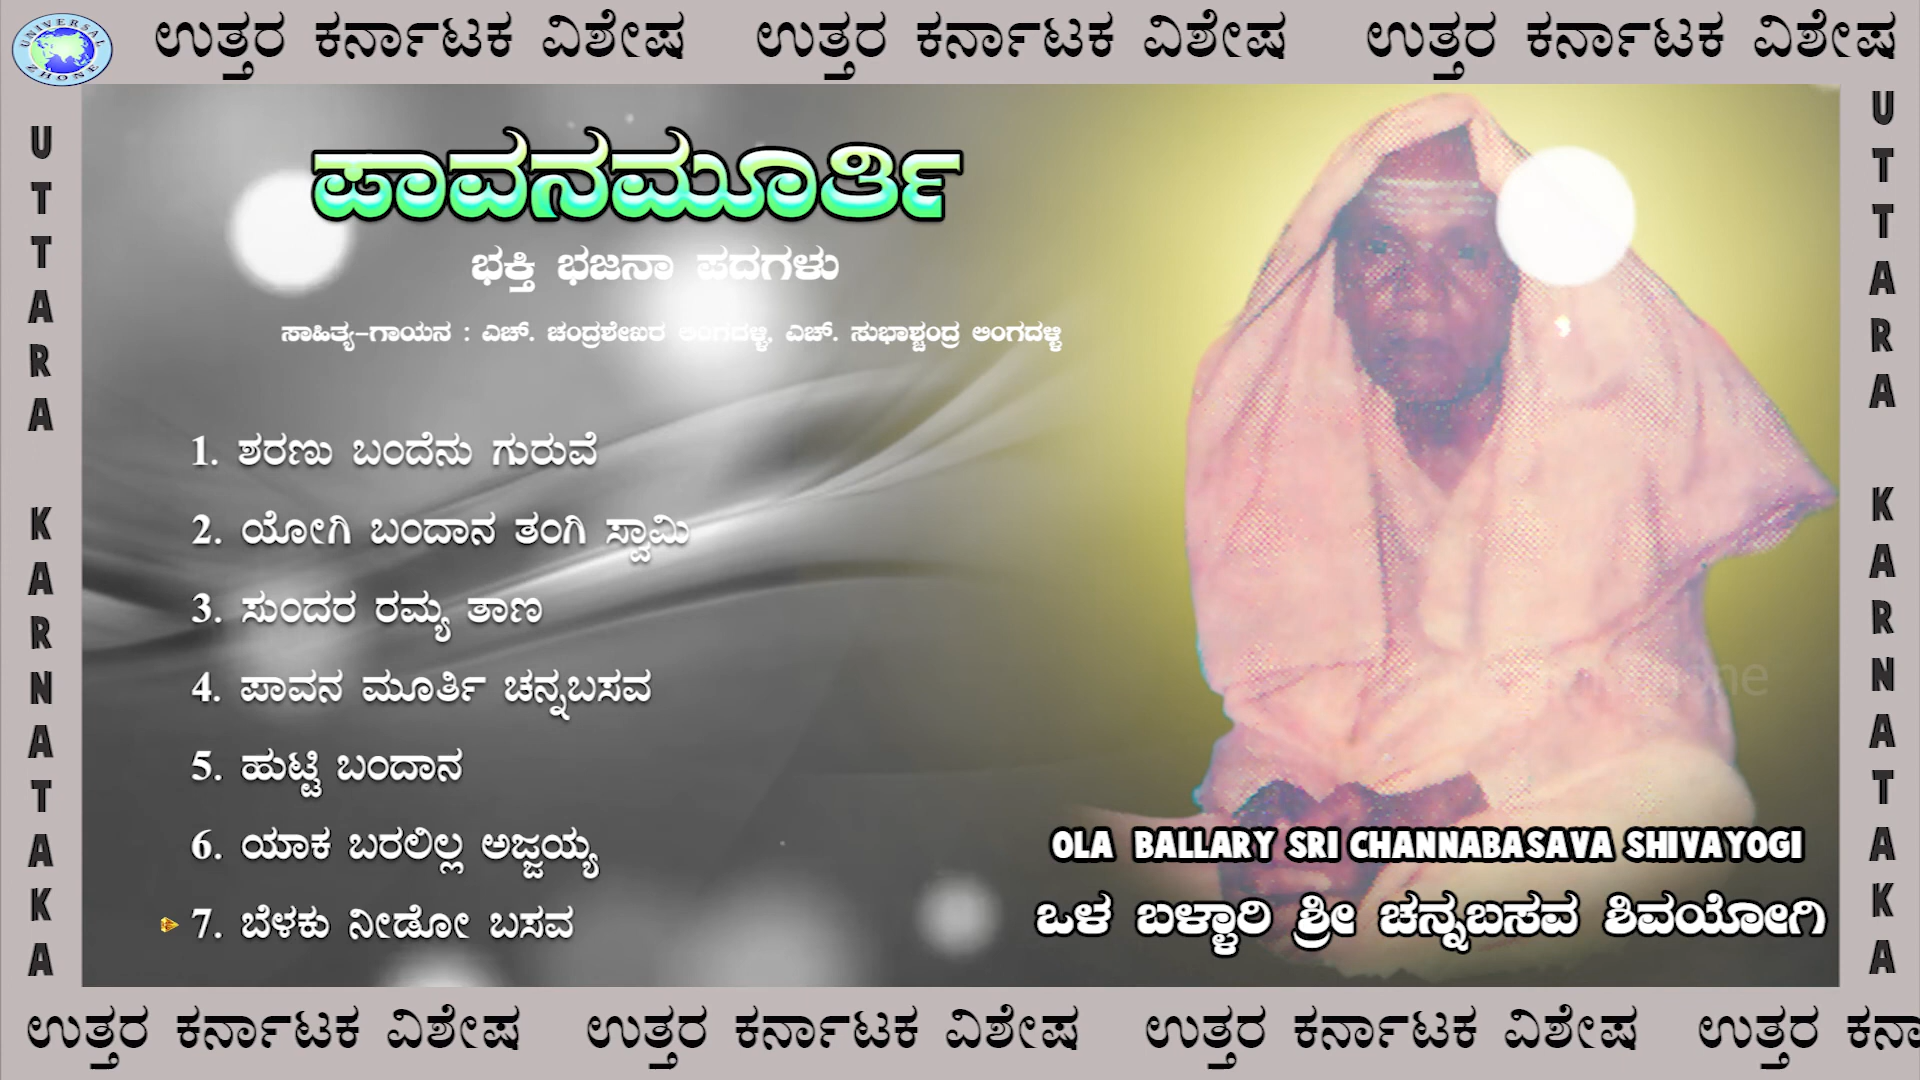 UNIVERSAL ZHONE
ಉತ್ತರ ಕರ್ನಾಟಕ ವಿಶೇಷ ಉತ್ತರ ಕರ್ನಾಟಕ ವಿಶೇಷ ಉತ್ತರ ಕರ್ನಾಟಕ ವಿಶೇಷ
UTTARA KARNATAKA
ಪಾವನಮೂರ್ತಿ
ಭಕ್ತಿ ಭಜನಾ ಪದಗಳು
ಸಾಹಿತ್ಯ-ಗಾಯನ : ಎಚ್. ಚಂದ್ರಶೇಖರ ಅಂಗದಳ್ಳಿ, ಎಚ್. ಸುಭಾಶ್ಚಂದ್ರ ಅಂಗದಳ್ಳಿ
1. ಶರಣು ಬಂದೆನು ಗುರುವೆ
2. ಯೋಗಿ ಬಂದಾನ ತಂಗಿ ಸ್ವಾಮಿ
3. ಸುಂದರ ರಮ್ಯ ತಾಣ
4. ಪಾವನ ಮೂರ್ತಿ ಚನ್ನಬಸವ
5. ಹುಟ್ಟಿ ಬಂದಾನ
6. ಯಾಕ ಬರಲಿಲ್ಲ ಅಜ್ಜಯ್ಯ
7. ಬೆಳಕು ನೀಡೋ ಬಸವ
OLA BALLARY SRI CHANNABASAVA SHIVAYOGI
ಒಳ ಬಳ್ಳಾರಿ ಶ್ರೀ ಚನ್ನಬಸವ ಶಿವಯೋಗಿ
UTTARA KARNATAKA
ಉತ್ತರ ಕರ್ನಾಟಕ ವಿಶೇಷ ಉತ್ತರ ಕರ್ನಾಟಕ ವಿಶೇಷ ಉತ್ತರ ಕರ್ನಾಟಕ ವಿಶೇಷ ಉತ್ತರ ಕರ್ನಾ